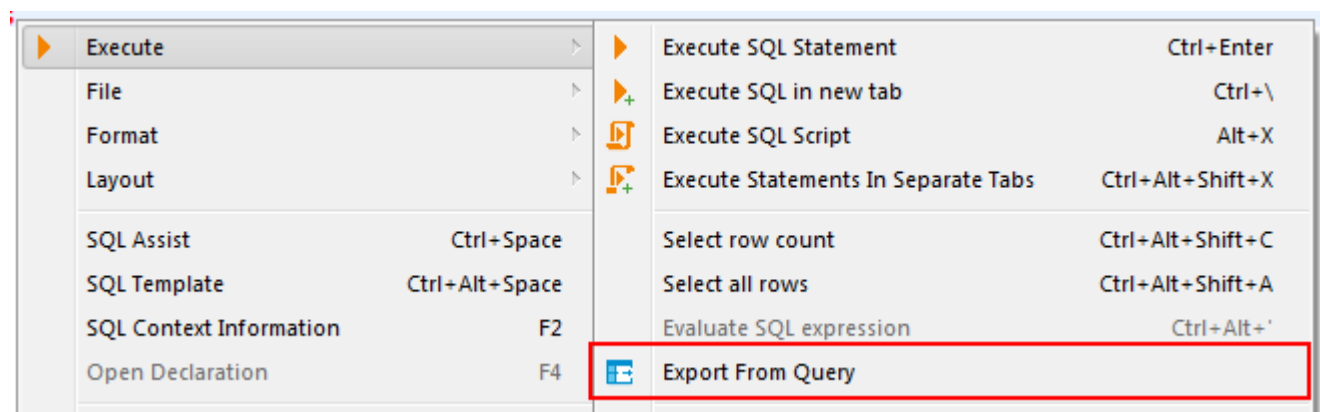 Execute
File
Format
Layout
SQL Assist Ctrl+Space
SQL Template Ctrl+Alt+Space
SQL Context Information F2
Open Declaration F4
Execute SQL Statement Ctrl+Enter
Execute SQL in new tab Ctrl+\
Execute SQL Script Alt+X
Execute Statements In Separate Tabs Ctrl+Alt+Shift+X
Select row count Ctrl+Alt+Shift+C
Select all rows Ctrl+Alt+Shift+A
Evaluate SQL expression Ctrl+Alt+'
Export From Query